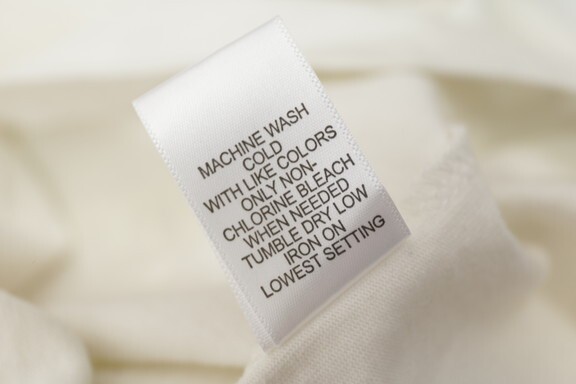 MACHINE WASH
COLD
WITH LIKE COLORS
ONLY NON-
CHLORINE BLEACH
WHEN NEEDED
TUMBLE DRY LOW
IRON ON
LOWEST SETTING